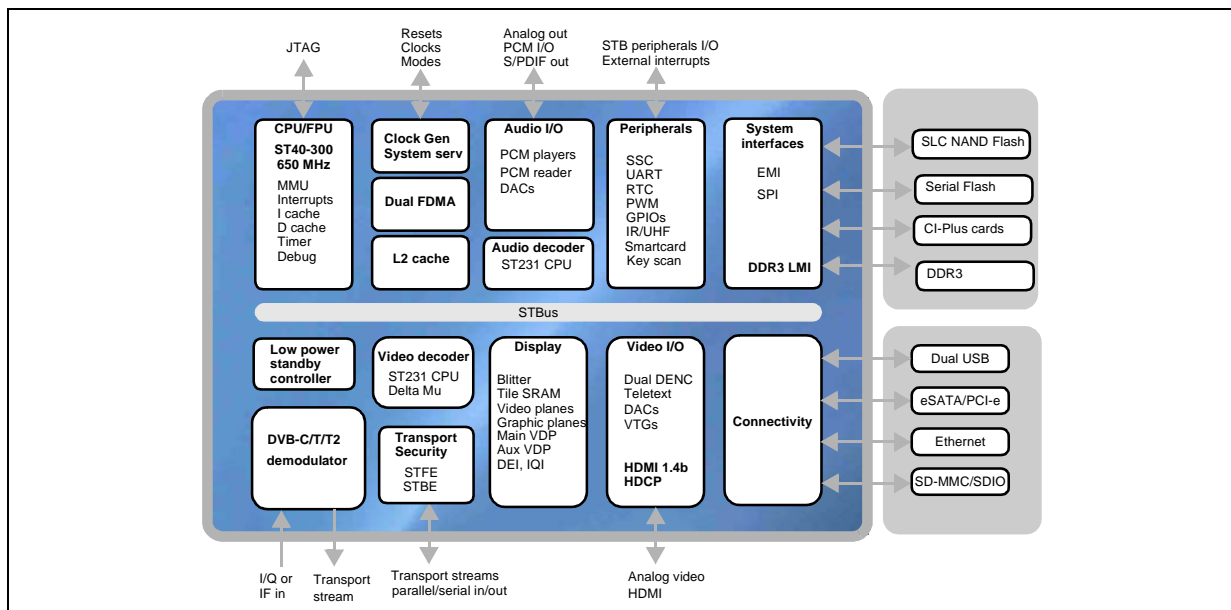 JTAG
Resets
Clocks
Modes
Analog out
PCM I/O
S/PDIF out
STB peripherals I/O
External interrupts
CPU/FPU
ST40-300
650 MHz
MMU
Interrupts
I cache
D cache
Timer
Debug
Clock Gen
System serv
Dual FDMA
L2 cache
Audio I/O
PCM players
PCM reader
DACs
Audio decoder
ST231 CPU
Peripherals
SSC
UART
RTC
PWM
GPIOs
IR/UHF
Smartcard
Key scan
System
interfaces
EMI
SPI
DDR3 LMI
SLC NAND Flash
Serial Flash
CI-Plus cards
DDR3
STBus
Low power
standby
controller
DVB-C/T/T2
demodulator
Video decoder
ST231 CPU
Delta Mu
Transport
Security
STFE
STBE
Display
Blitter
Tile SRAM
Video planes
Graphic planes
Main VDP
Aux VDP
DEI, IQI
Video I/O
Dual DENC
Teletext
DACs
VTGs
HDMI 1.4b
HDCP
Connectivity
Dual USB
eSATA/PCI-e
Ethernet
SD-MMC/SDIO
I/Q or
IF in
Transport
stream
Transport streams
parallel/serial in/out
Analog video
HDMI